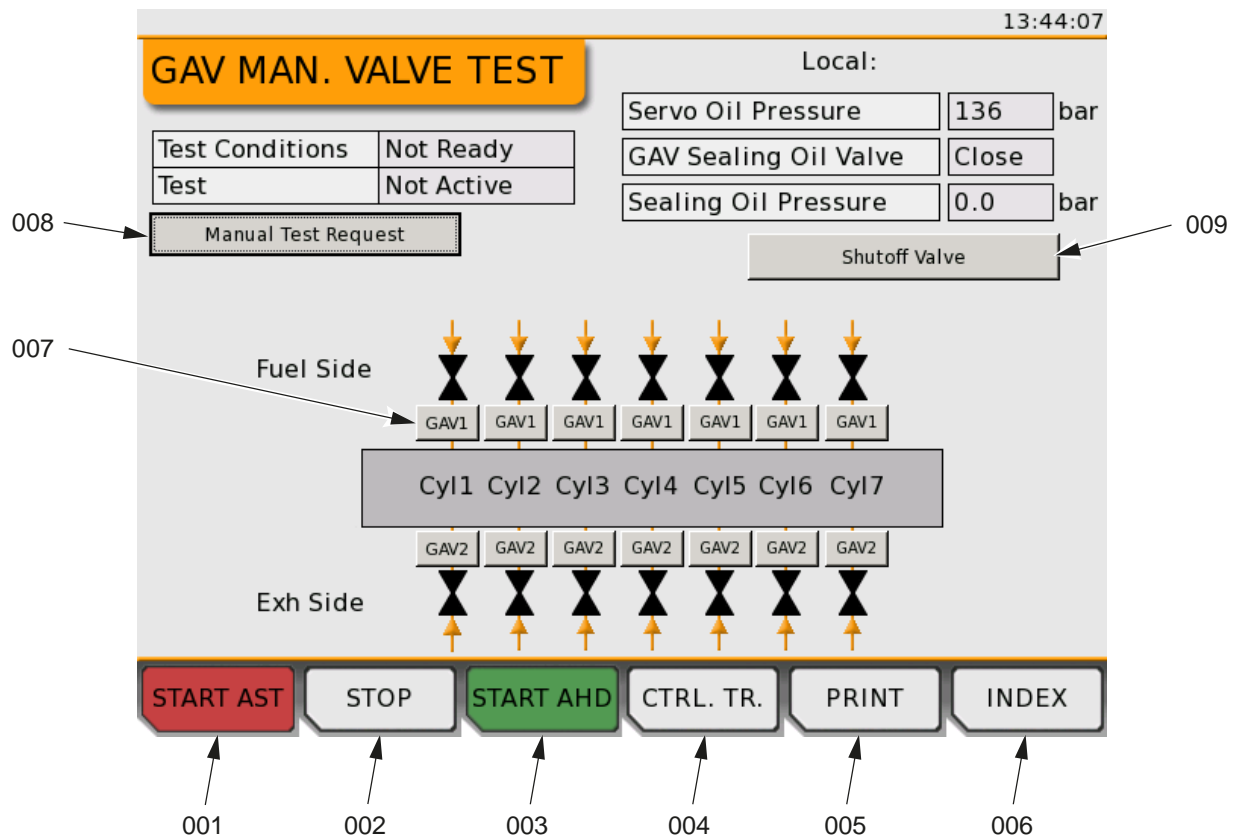 13:44:07
GAV MAN. VALVE TEST
Local:
Servo Oil Pressure 136 bar
Test Conditions Not Ready
GAV Sealing Oil Valve Close
Test Not Active
Sealing Oil Pressure 0.0 bar
008 Manual Test Request
009
Shutoff Valve
007
Fuel Side
GAV1 GAV1 GAV1 GAV1 GAV1 GAV1 GAV1
Cyl1 Cyl2 Cyl3 Cyl4 Cyl5 Cyl6 Cyl7
GAV2 GAV2 GAV2 GAV2 GAV2 GAV2 GAV2
Exh Side
START AST STOP START AHD CTRL. TR. PRINT INDEX
001 002 003 004 005 006